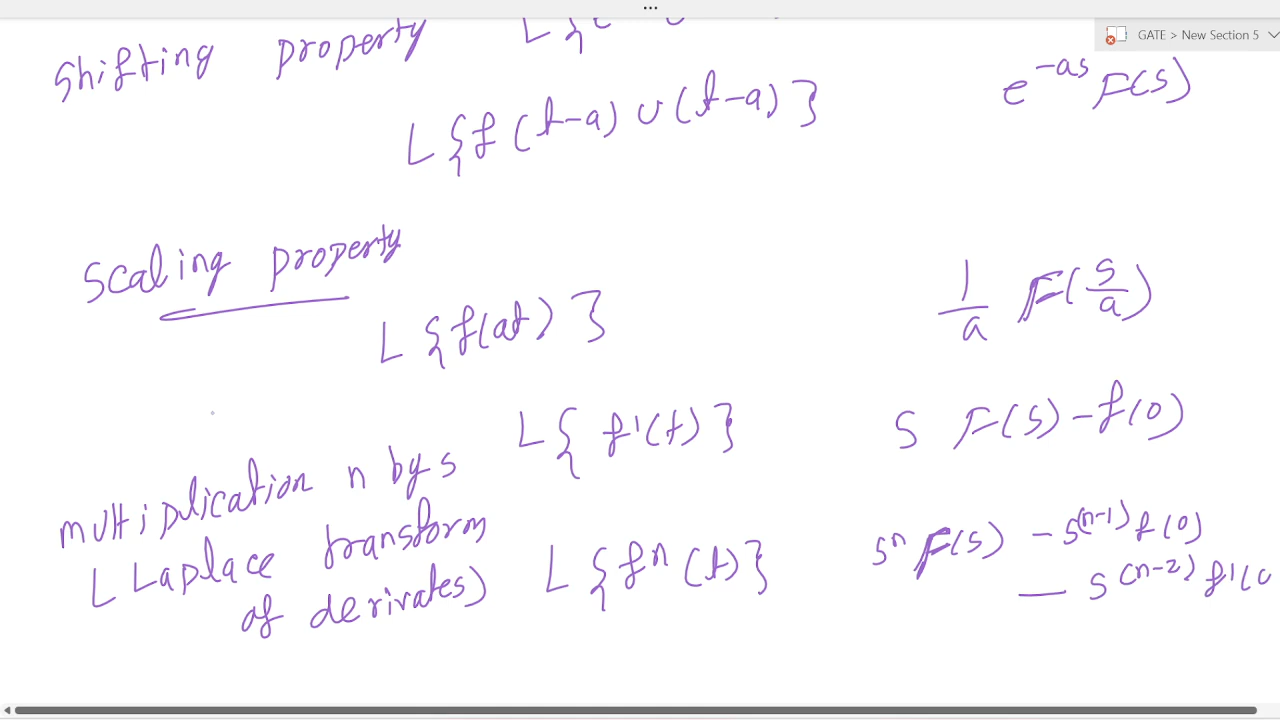 GATE > New Section 5
Shifting property L{e
L{f(t-a) u(t-a)} e^{-as} F(s)
Scaling property
L{f(at)} 1/a F(s/a)
L{f'(t)} s F(s) - f(0)
multiplication n by s
( Laplace transform
of derivates)
L{f^n(t)} s^n F(s) - s^{(n-1)} f(0)
- s^{(n-2)} f'(0